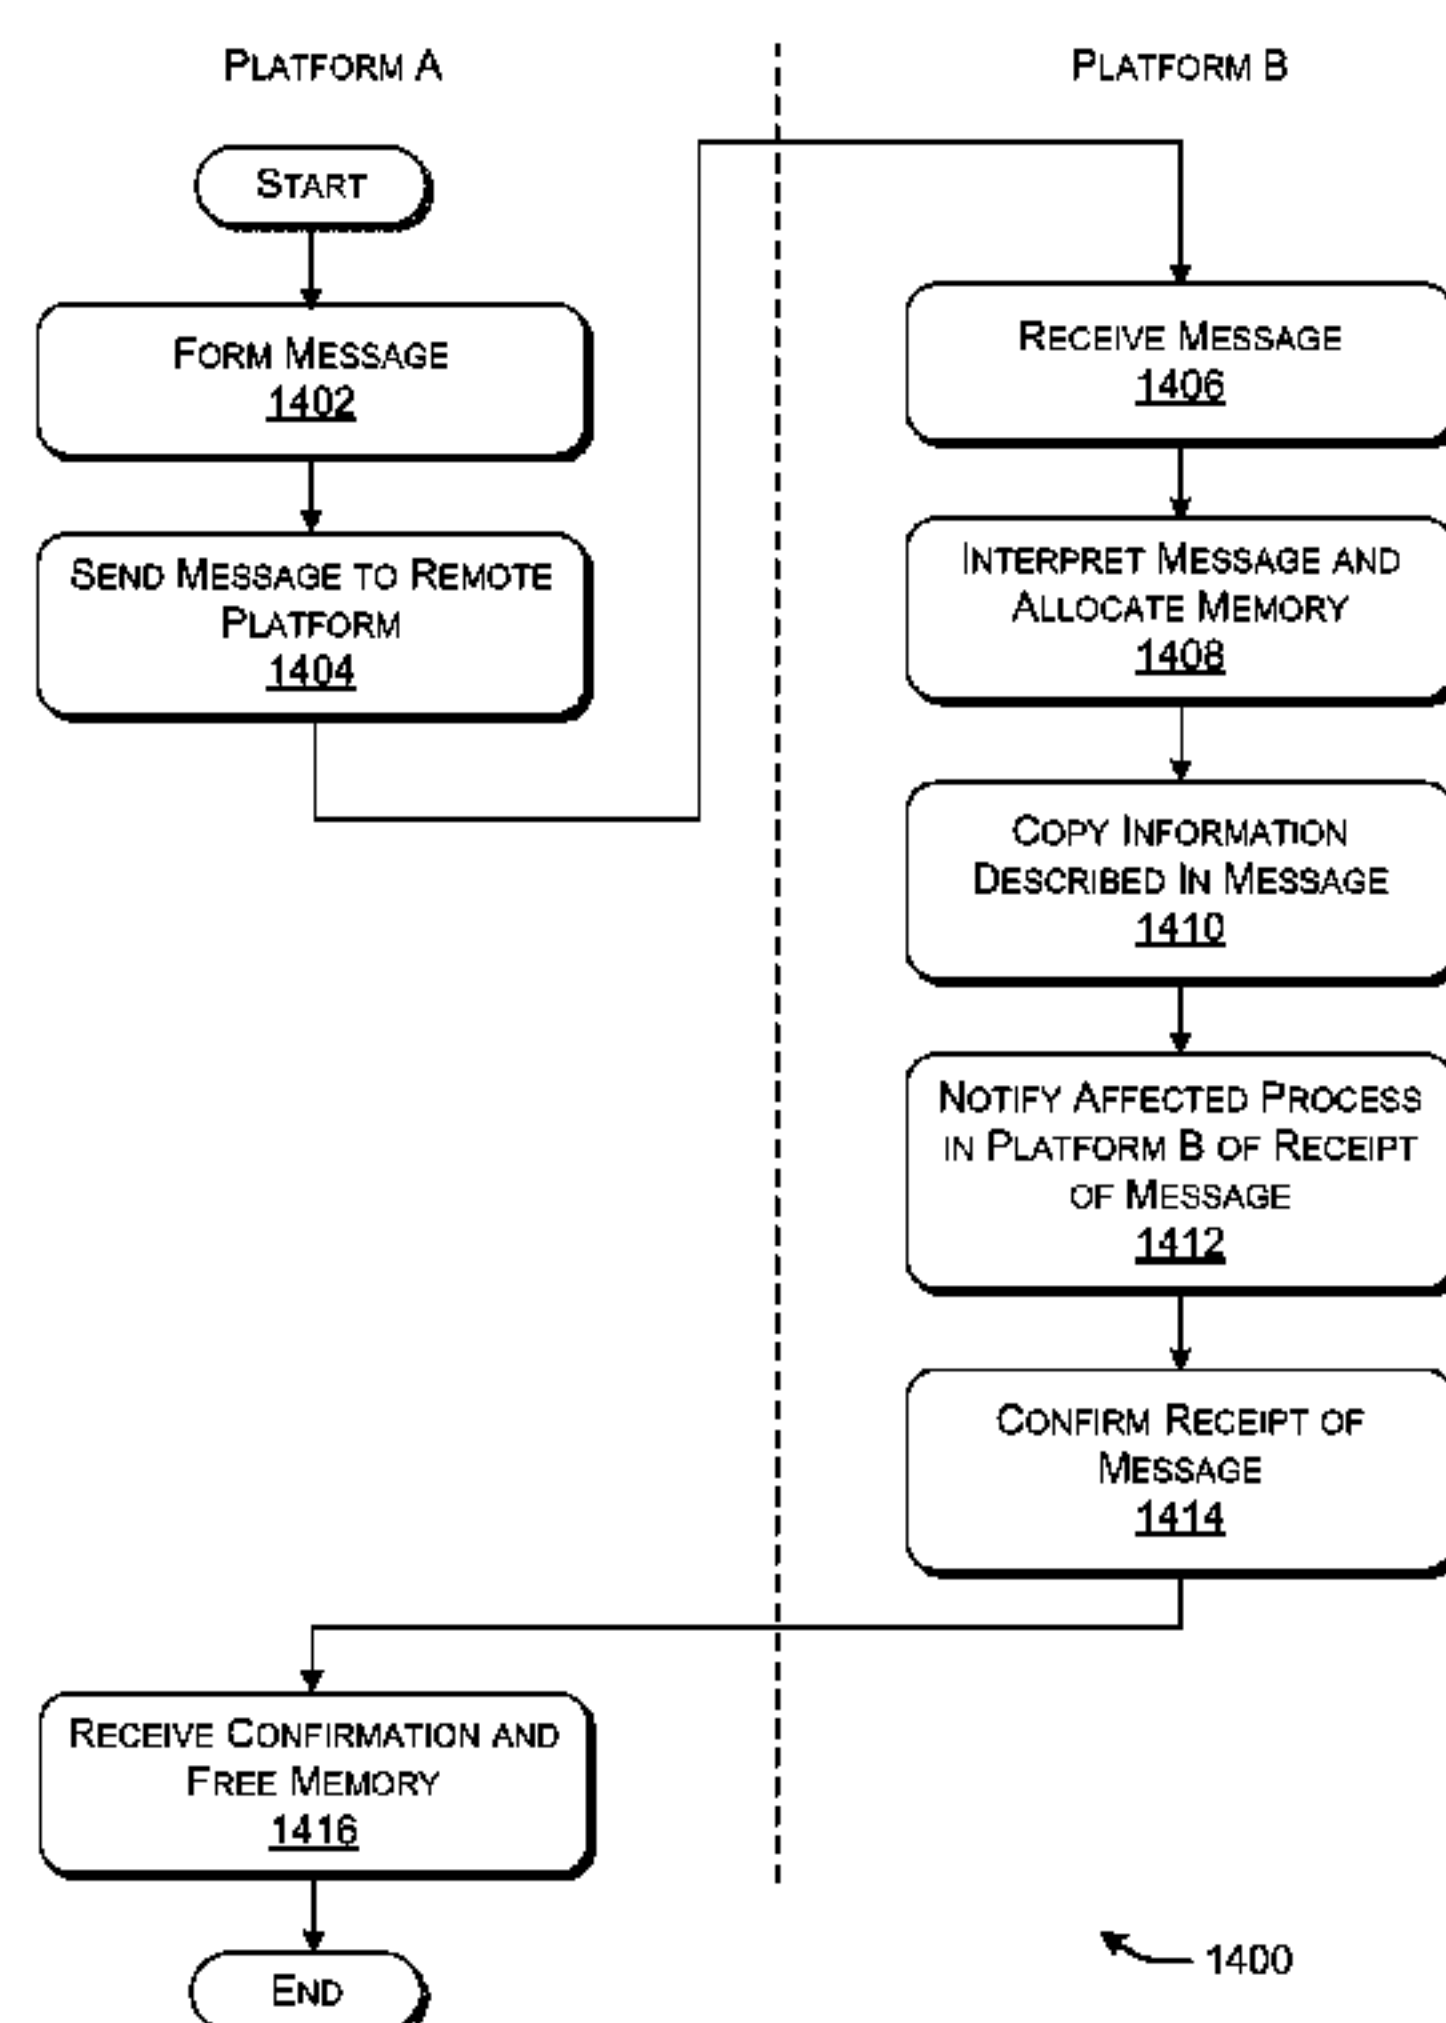 PLATFORM A
PLATFORM B
START
FORM MESSAGE
1402
SEND MESSAGE TO REMOTE
PLATFORM
1404
RECEIVE MESSAGE
1406
INTERPRET MESSAGE AND
ALLOCATE MEMORY
1408
COPY INFORMATION
DESCRIBED IN MESSAGE
1410
NOTIFY AFFECTED PROCESS
IN PLATFORM B OF RECEIPT
OF MESSAGE
1412
CONFIRM RECEIPT OF
MESSAGE
1414
RECEIVE CONFIRMATION AND
FREE MEMORY
1416
END
1400